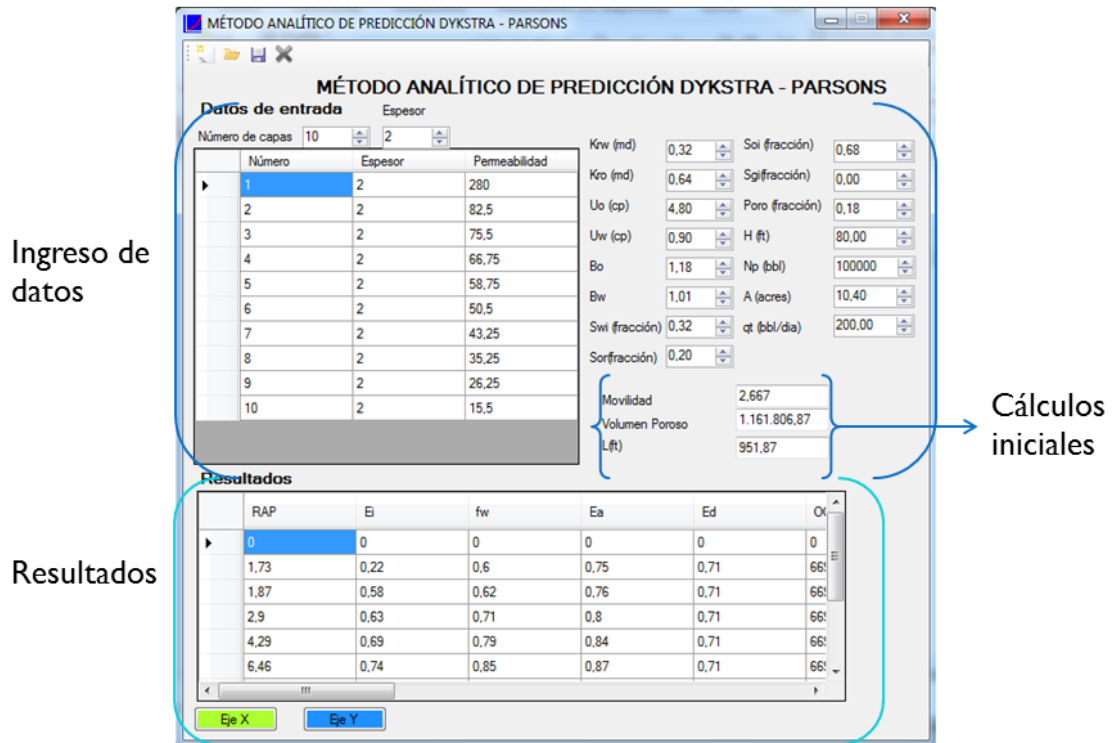 MÉTODO ANALÍTICO DE PREDICCIÓN DYKSTRA - PARSONS
MÉTODO ANALÍTICO DE PREDICCIÓN DYKSTRA - PARSONS
Datos de entrada
Espesor
Número de capas 10 2
Número Espesor Permeabilidad
1 2 280
2 2 82,5
3 2 75,5
4 2 66,75
5 2 58,75
6 2 50,5
7 2 43,25
8 2 35,25
9 2 26,25
10 2 15,5
Krw (md) 0,32 Soi (fracción) 0,68
Kro (md) 0,64 Sgi(fracción) 0,00
Uo (cp) 4,80 Poro (fracción) 0,18
Uw (cp) 0,90 H (ft) 80,00
Bo 1,18 Np (bbl) 100000
Bw 1,01 A (acres) 10,40
Swi (fracción) 0,32 qt (bbl/dia) 200,00
Sor(fracción) 0,20
Movilidad 2,667
Volumen Poroso 1.161.806,87
L(ft) 951,87
Ingreso de
datos
Cálculos
iniciales
Resultados
RAP Ei fw Ea Ed
0 0 0 0 0 0
1,73 0,22 0,6 0,75 0,71
1,87 0,58 0,62 0,76 0,71
2,9 0,63 0,71 0,8 0,71
4,29 0,69 0,79 0,84 0,71
6,46 0,74 0,85 0,87 0,71
Resultados
Eje X Eje Y